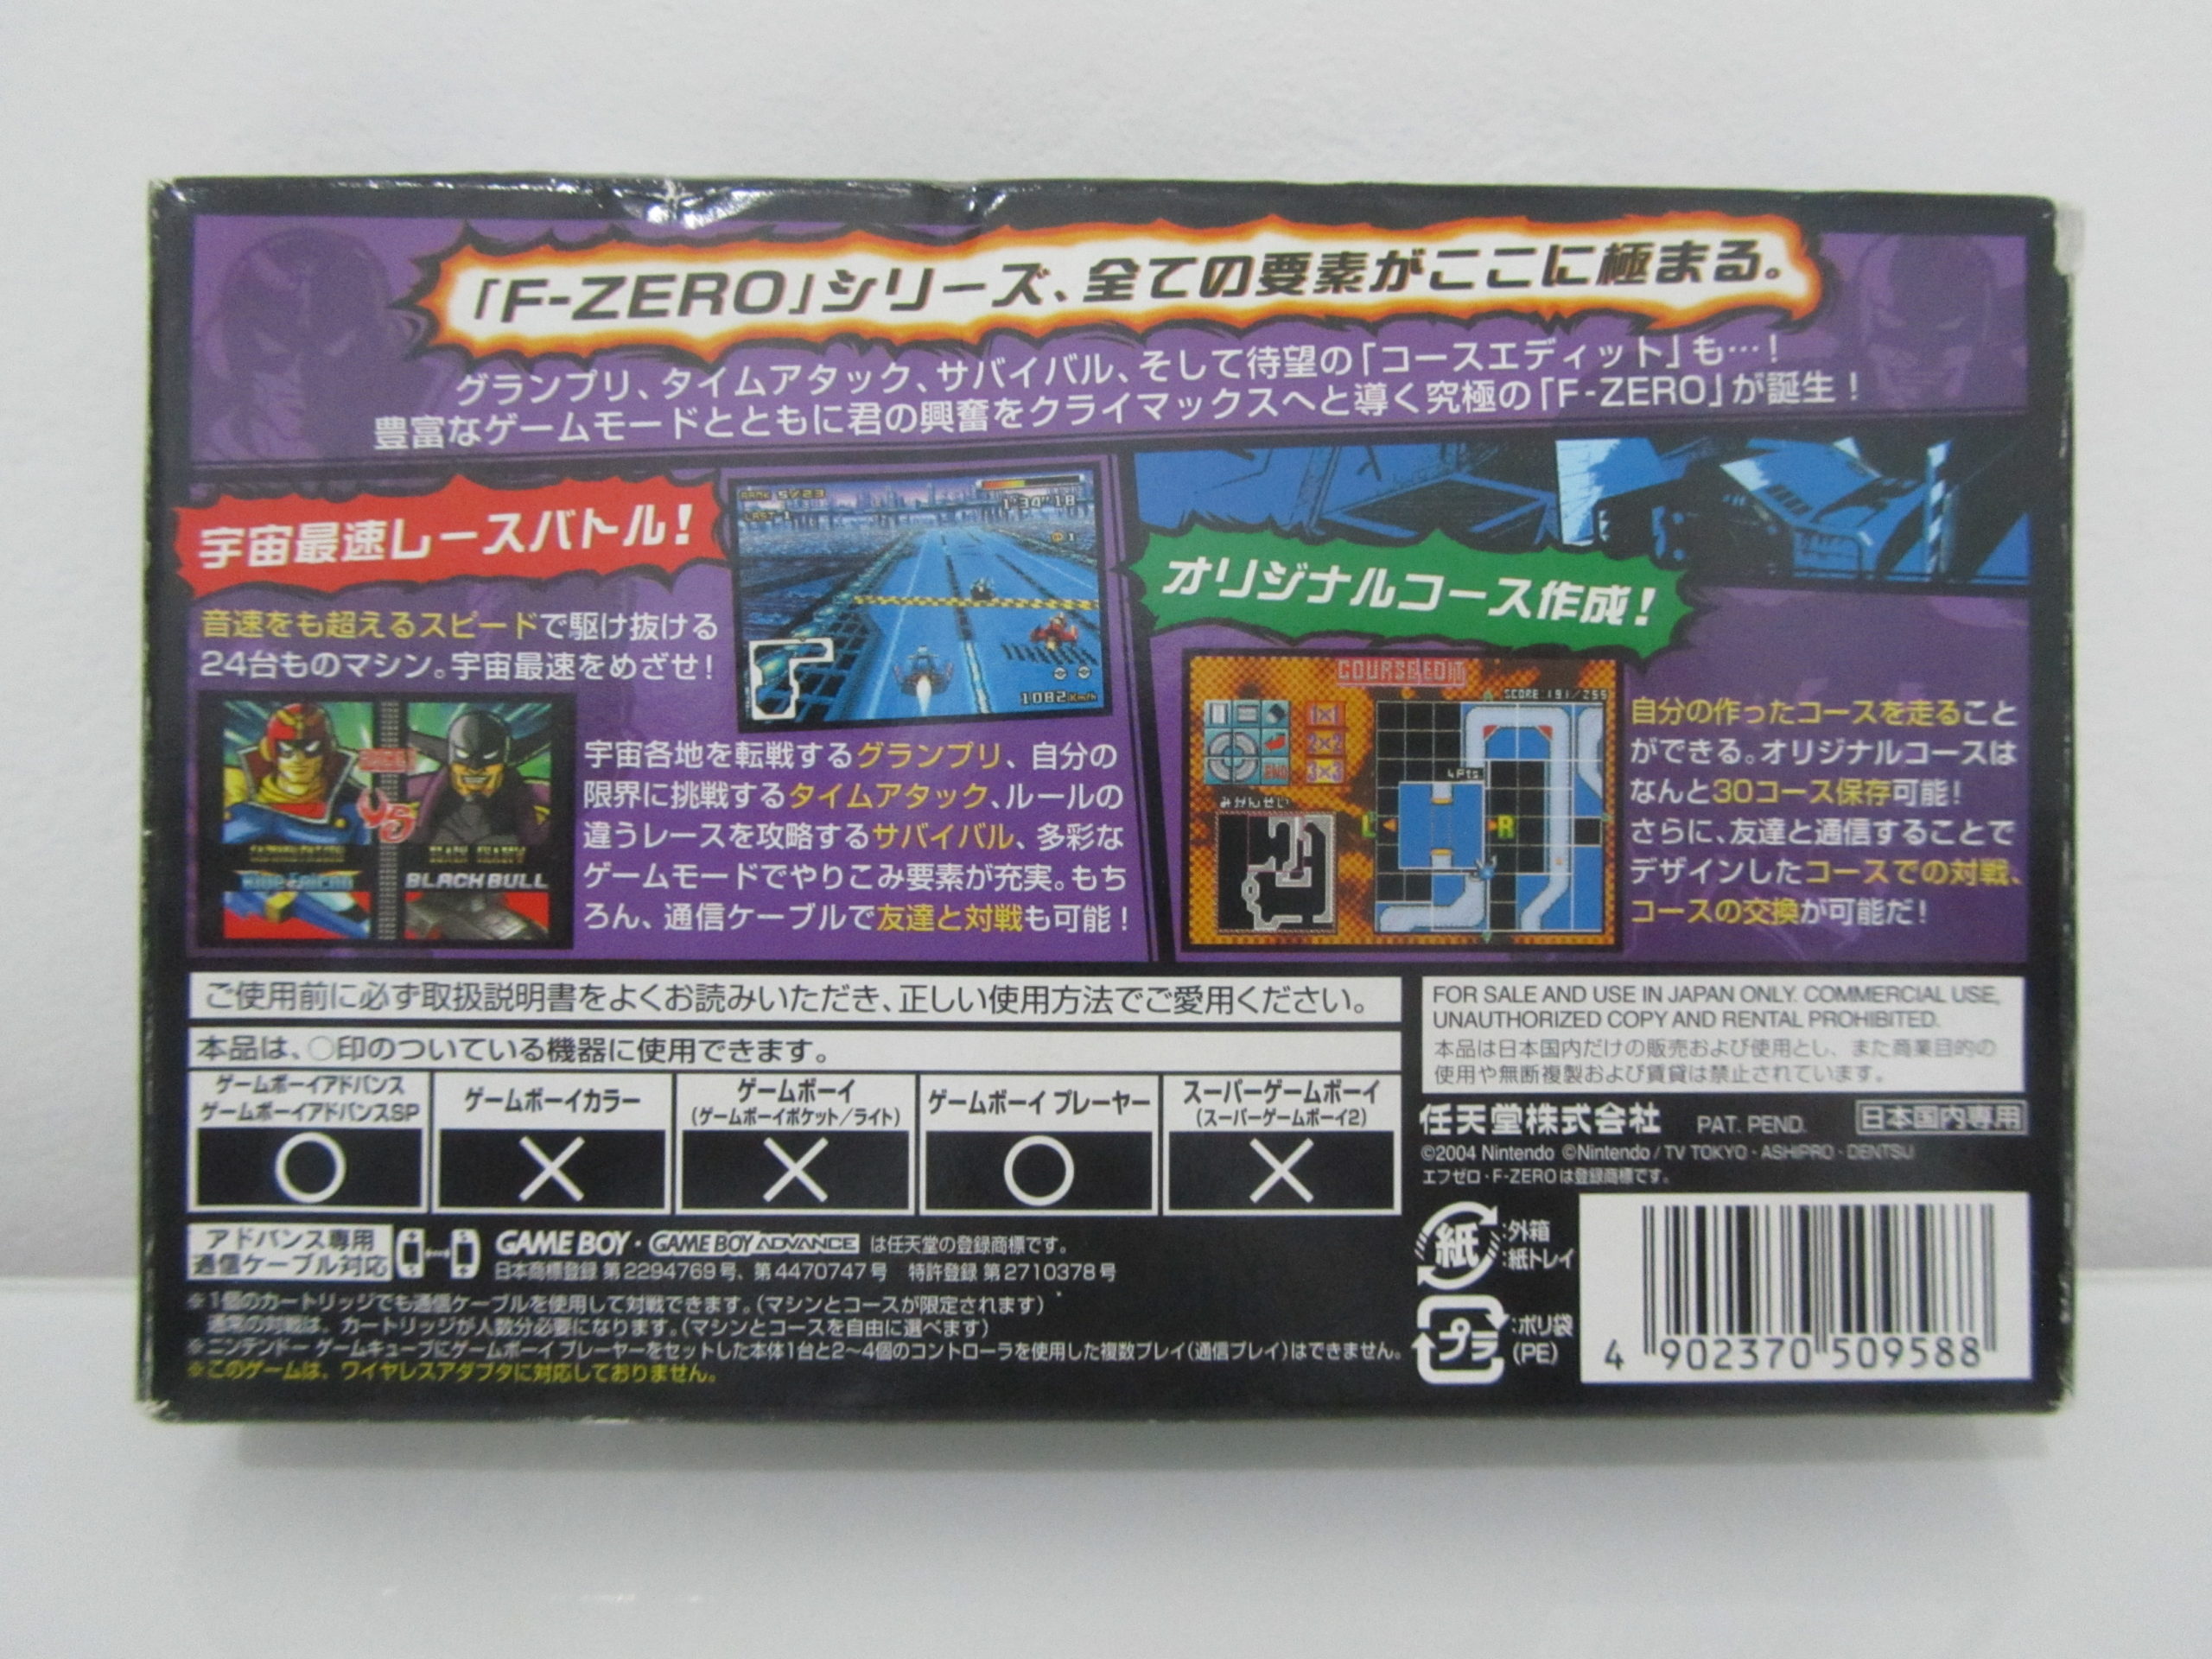 「F-ZERO」シリーズ、全ての要素がここに極まる。
グランプリ、タイムアタック、サバイバル、そして待望の「コースエディット」も…!
豊富なゲームモードとともに君の興奮をクライマックスへと導く究極の「F-ZERO」が誕生!
宇宙最速レースバトル!
音速をも超えるスピードで駆け抜ける
24台ものマシン。宇宙最速をめざせ!
RANK 5/23
LAST 1
1'34"18
1
1082Km/h
VS
BLACK BULL
宇宙各地を転戦するグランプリ、自分の
限界に挑戦するタイムアタック、ルールの
違うレースを攻略するサバイバル、多彩な
ゲームモードでやりこみ要素が充実。もち
ろん、通信ケーブルで友達と対戦も可能!
オリジナルコース作成!
COURSE EDIT
SCORE:191/255
1×1
2×2
3×3
END
4Pts.
みかんせい
L
R
自分の作ったコースを走ること
ができる。オリジナルコースは
なんと30コース保存可能!
さらに、友達と通信することで
デザインしたコースでの対戦、
コースの交換が可能だ!
ご使用前に必ず取扱説明書をよくお読みいただき、正しい使用方法でご愛用ください。
本品は、○印のついている機器に使用できます。
ゲームボーイアドバンス
ゲームボーイアドバンスSP
ゲームボーイカラー
ゲームボーイ
(ゲームボーイポケット/ライト)
ゲームボーイ プレーヤー
スーパーゲームボーイ
(スーパーゲームボーイ2)
○ × × ○ ×
アドバンス専用
通信ケーブル対応
GAME BOY・GAME BOY ADVANCE は任天堂の登録商標です。
日本商標登録 第2294769号、第4470747号 特許登録 第2710378号
※1個のカートリッジでも通信ケーブルを使用して対戦できます。(マシンとコースが限定されます)
通常の対戦は、カートリッジが人数分必要になります。(マシンとコースを自由に選べます)
※ニンテンドー ゲームキューブにゲームボーイ プレーヤーをセットした本体1台と2〜4個のコントローラを使用した複数プレイ(通信プレイ)はできません。
※このゲームは、ワイヤレスアダプタに対応しておりません。
FOR SALE AND USE IN JAPAN ONLY. COMMERCIAL USE,
UNAUTHORIZED COPY AND RENTAL PROHIBITED.
本品は日本国内だけの販売および使用とし、また商業目的の
使用や無断複製および賃貸は禁止されています。
任天堂株式会社 PAT. PEND. 日本国内専用
©2004 Nintendo ©Nintendo/TV TOKYO・ASHIPRO・DENTSU
エフゼロ・F-ZEROは登録商標です。
紙 :外箱
:紙トレイ
プラ :ポリ袋
(PE)
4 902370 509588